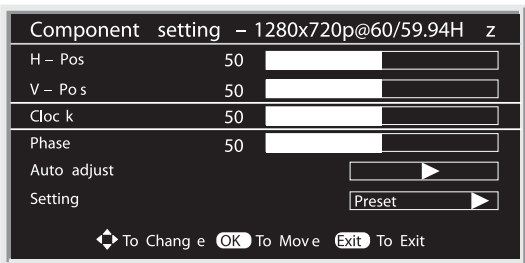 Component setting – 1280x720p@60/59.94H z
H – Pos 50
V – Po s 50
Cloc k 50
Phase 50
Auto adjust
Setting Preset
To Chang e OK To Mov e Exit To Exit